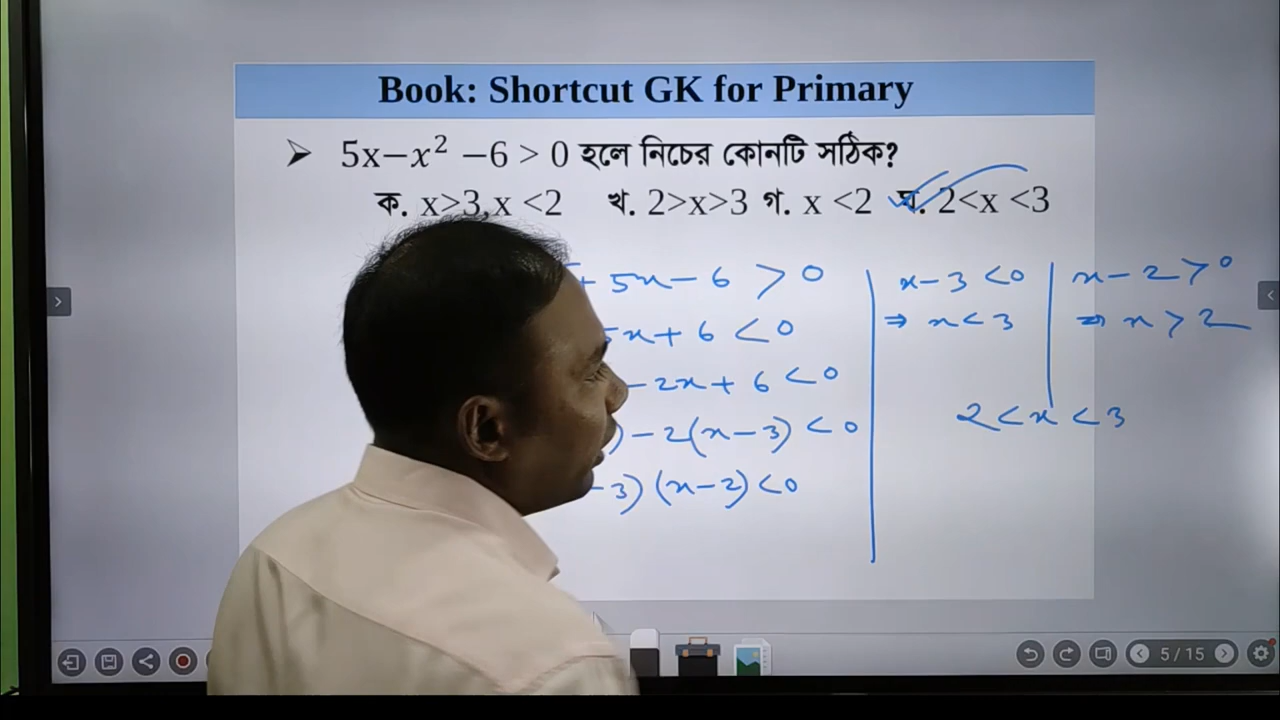 Book: Shortcut GK for Primary
➢ 5x−x² −6 > 0 হলে নিচের কোনটি সঠিক?
ক. x>3,x <2 খ. 2>x>3 গ. x <2 ঘ. 2<x <3
+ 5x − 6 > 0
5x + 6 < 0
− 2x + 6 < 0
) − 2(x − 3) < 0
− 3) (x − 2) < 0
x − 3 < 0
⇒ x < 3
x − 2 > 0
⇒ x > 2
2 < x < 3
5 / 15